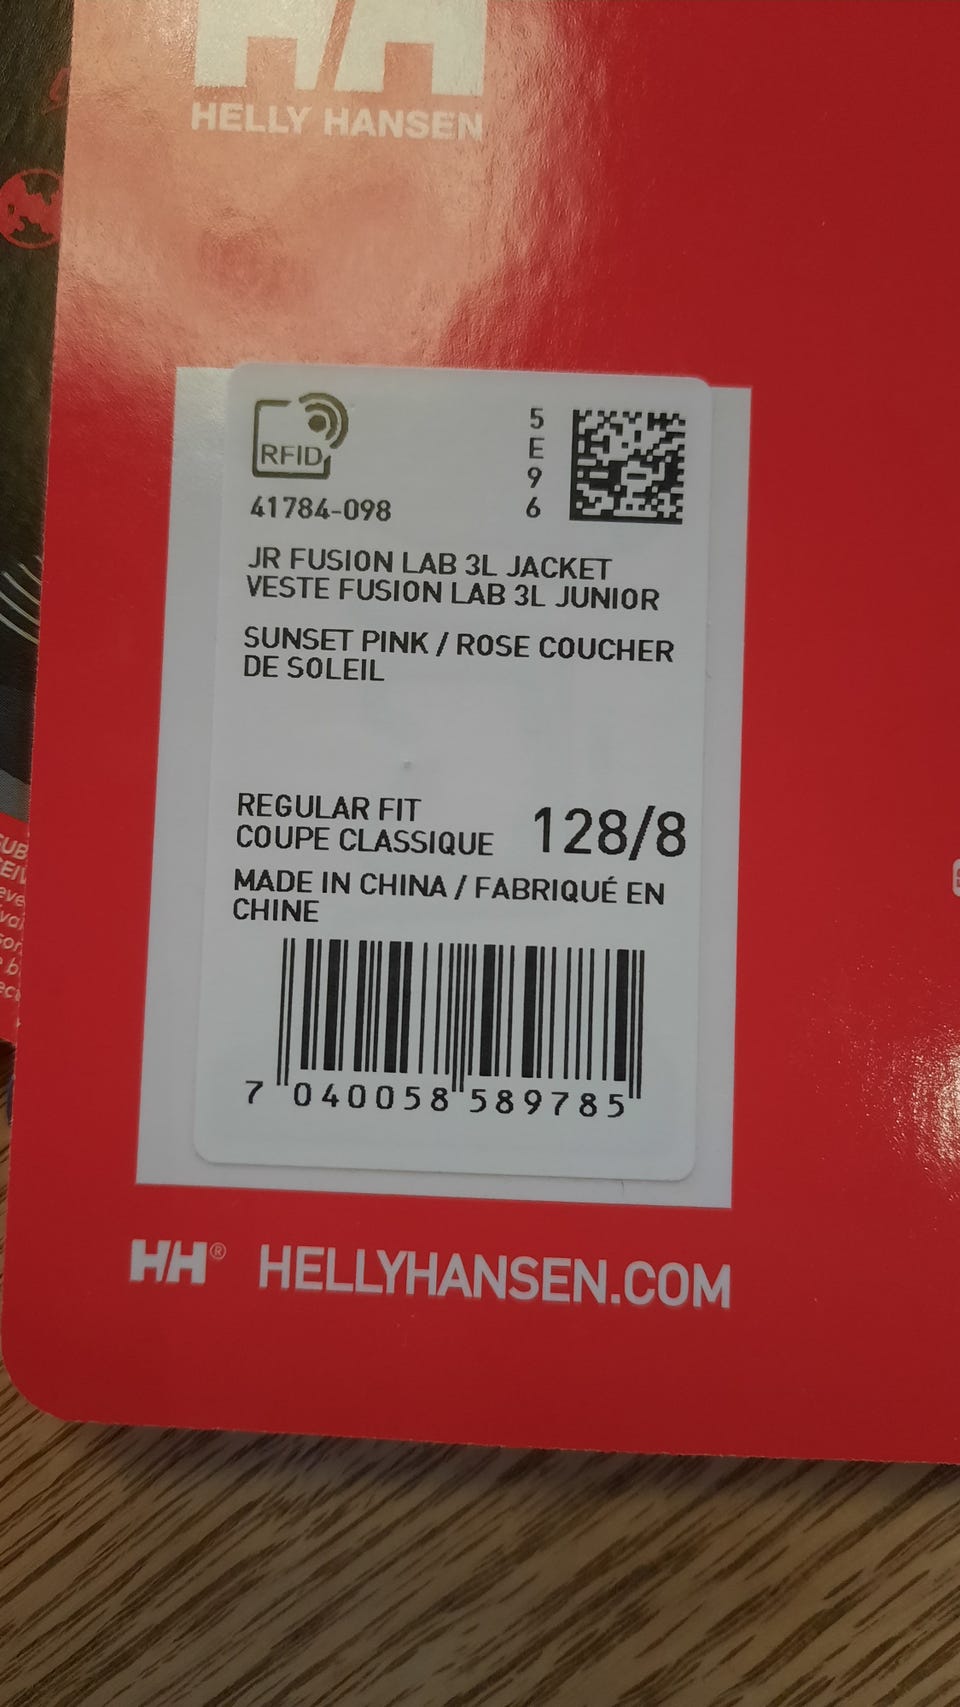 HELLY HANSEN
RFID
5
E
9
6
41784-098
JR FUSION LAB 3L JACKET
VESTE FUSION LAB 3L JUNIOR
SUNSET PINK / ROSE COUCHER
DE SOLEIL
REGULAR FIT
COUPE CLASSIQUE
128/8
MADE IN CHINA / FABRIQUÉ EN
CHINE
7 040058 589785
HH® HELLYHANSEN.COM